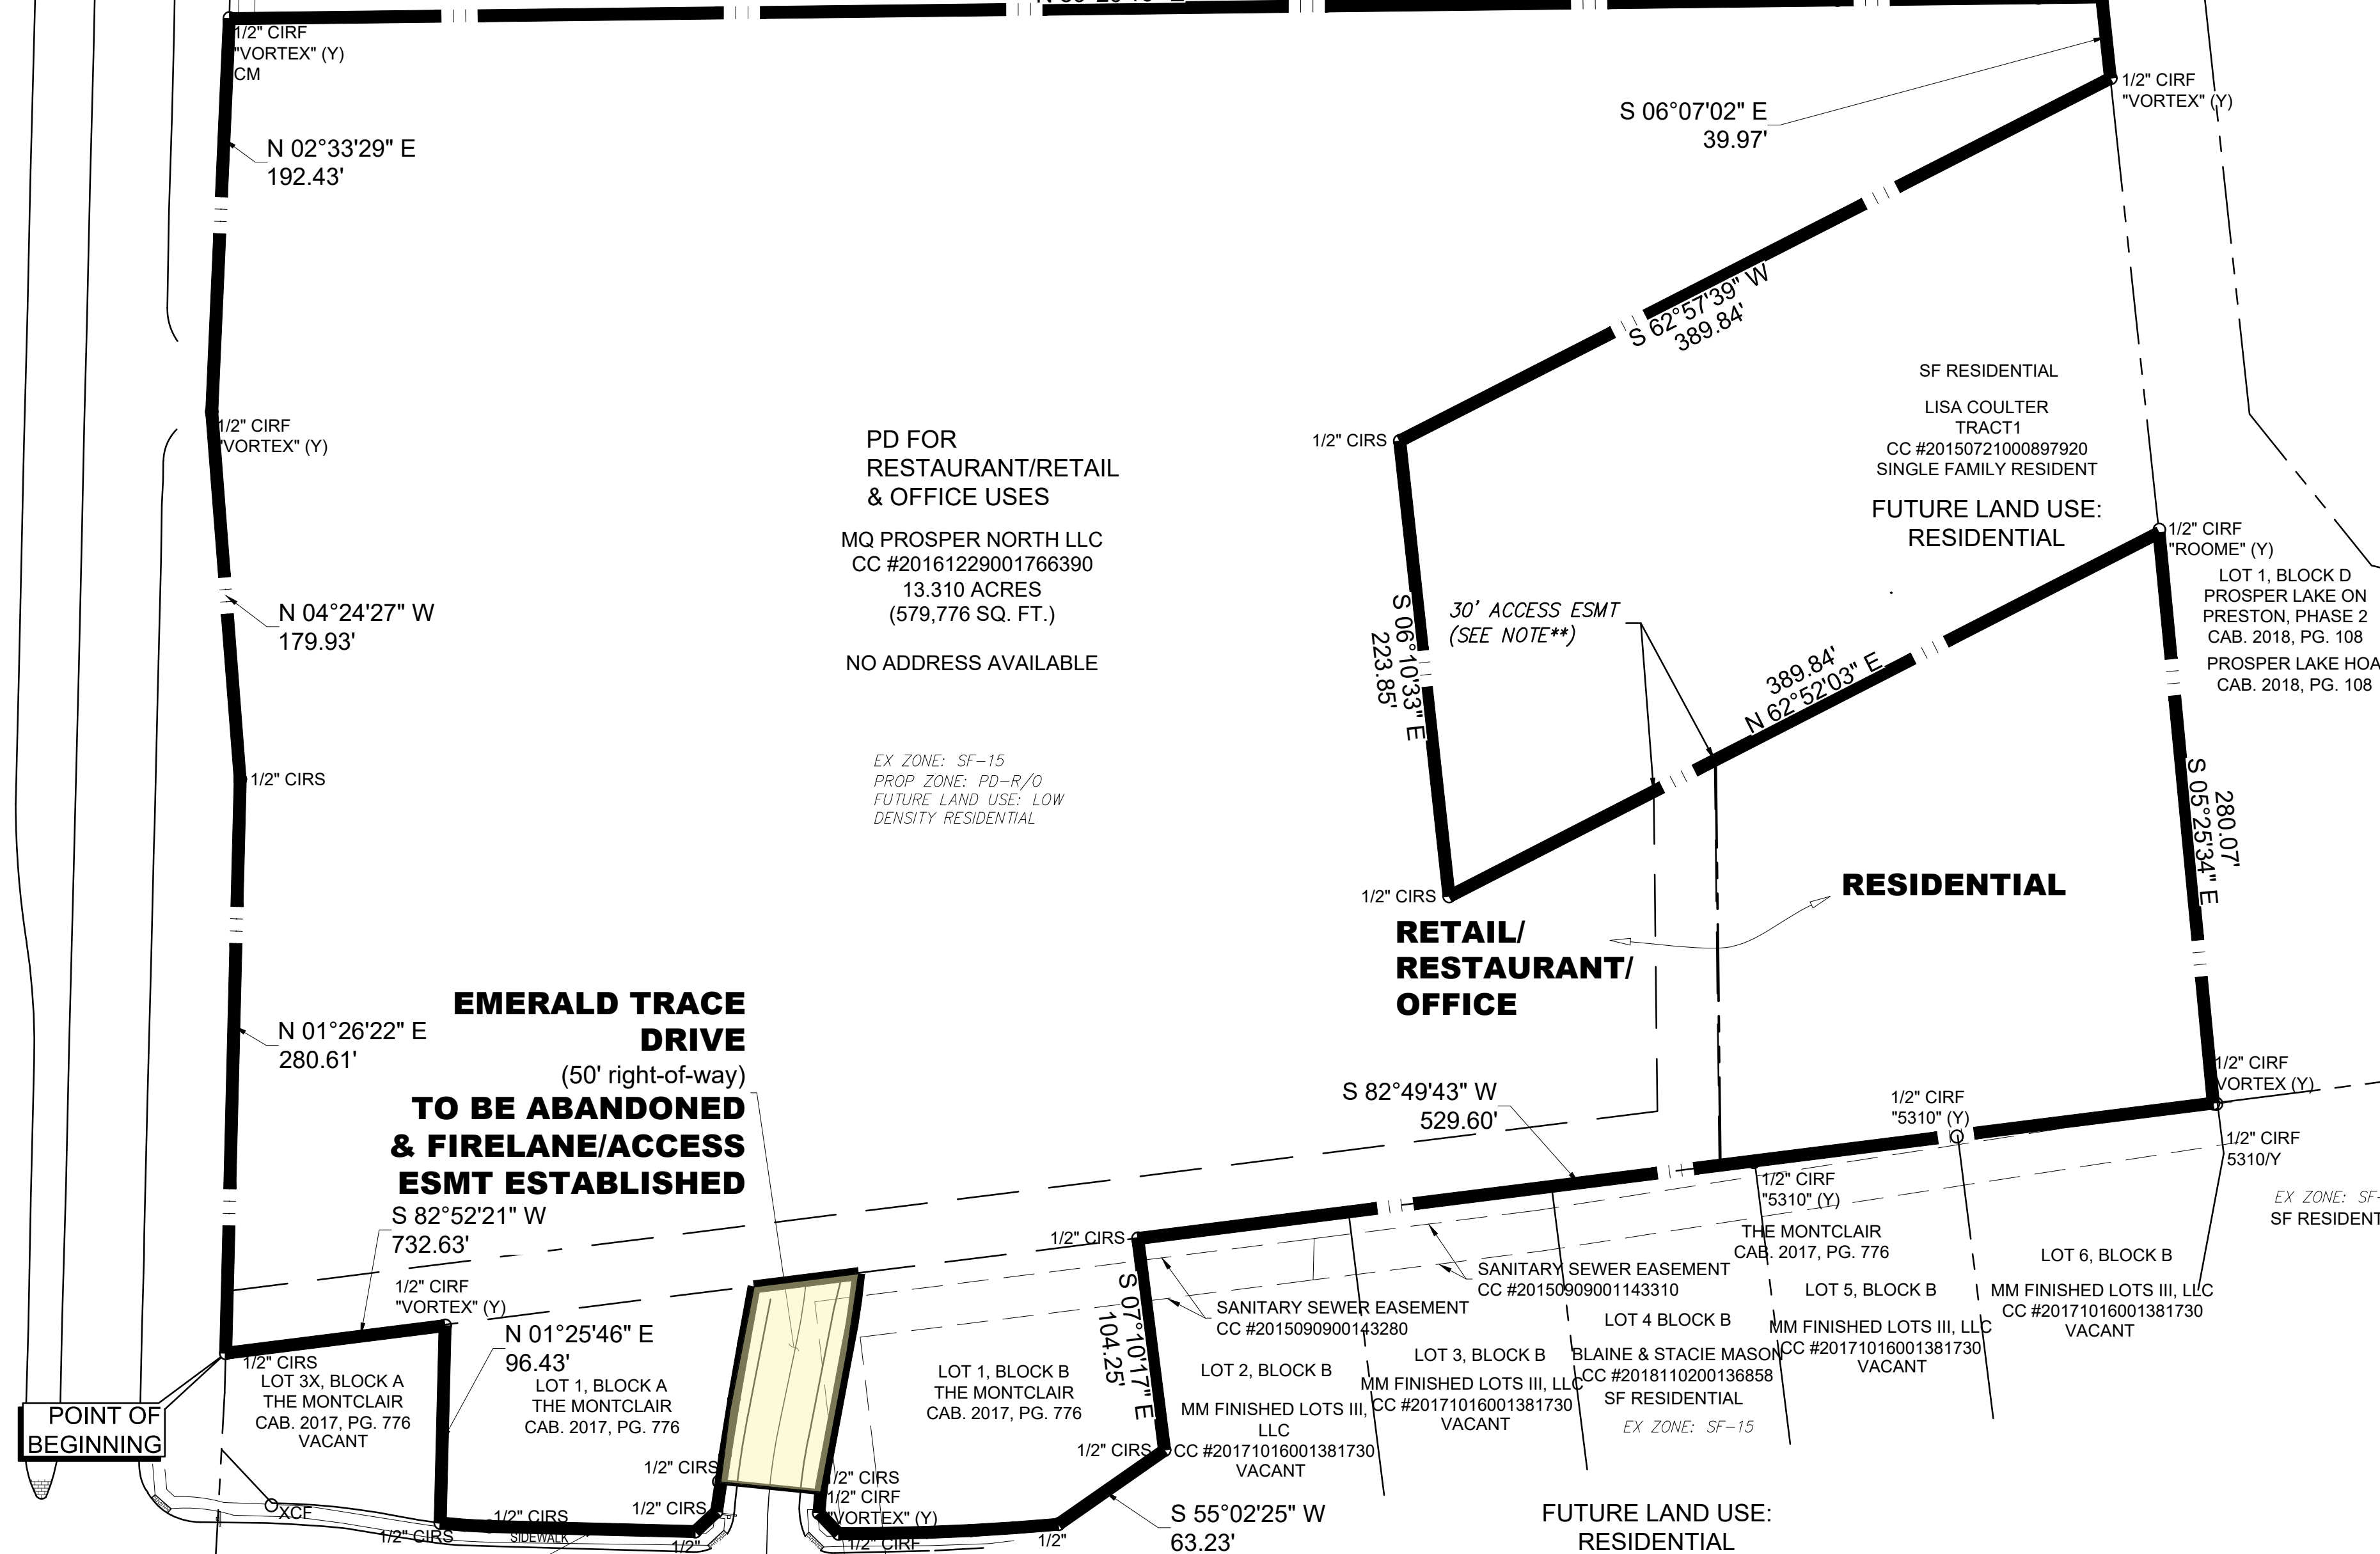 1/2" CIRF
"VORTEX" (Y)
CM
N 02°33'29" E
192.43'
S 06°07'02" E
39.97'
1/2" CIRF
"VORTEX" (Y)
S 62°57'39" W
389.84'
1/2" CIRF
"VORTEX" (Y)
1/2" CIRS
PD FOR
RESTAURANT/RETAIL
& OFFICE USES
MQ PROSPER NORTH LLC
CC #20161229001766390
13.310 ACRES
(579,776 SQ. FT.)
NO ADDRESS AVAILABLE
SF RESIDENTIAL
LISA COULTER
TRACT1
CC #20150721000897920
SINGLE FAMILY RESIDENT
FUTURE LAND USE:
RESIDENTIAL
1/2" CIRF
"ROOME" (Y)
LOT 1, BLOCK D
PROSPER LAKE ON
PRESTON, PHASE 2
CAB. 2018, PG. 108
PROSPER LAKE HOA
CAB. 2018, PG. 108
N 04°24'27" W
179.93'
S 06°10'33" E
223.85'
30' ACCESS ESMT
(SEE NOTE**)
389.84'
N 62°52'03" E
EX ZONE: SF-15
PROP ZONE: PD-R/O
FUTURE LAND USE: LOW
DENSITY RESIDENTIAL
1/2" CIRS
280.07'
S 05°25'34" E
1/2" CIRS
RESIDENTIAL
RETAIL/
RESTAURANT/
OFFICE
N 01°26'22" E
280.61'
EMERALD TRACE
DRIVE
(50' right-of-way)
TO BE ABANDONED
& FIRELANE/ACCESS
ESMT ESTABLISHED
S 82°49'43" W
529.60'
1/2" CIRF
"5310" (Y)
1/2" CIRF
VORTEX (Y)
1/2" CIRF
5310/Y
1/2" CIRF
"5310" (Y)
EX ZONE: SF-
SF RESIDENT
S 82°52'21" W
732.63'
1/2" CIRF
"VORTEX" (Y)
1/2" CIRS
S 07°10'17" E
104.25'
SANITARY SEWER EASEMENT
CC #20150909001143310
SANITARY SEWER EASEMENT
CC #2015090900143280
THE MONTCLAIR
CAB. 2017, PG. 776
N 01°25'46" E
96.43'
1/2" CIRS
LOT 3X, BLOCK A
THE MONTCLAIR
CAB. 2017, PG. 776
VACANT
LOT 1, BLOCK A
THE MONTCLAIR
CAB. 2017, PG. 776
LOT 1, BLOCK B
THE MONTCLAIR
CAB. 2017, PG. 776
LOT 2, BLOCK B
MM FINISHED LOTS III,
LLC
CC #20171016001381730
VACANT
LOT 3, BLOCK B
MM FINISHED LOTS III, LLC
CC #20171016001381730
VACANT
LOT 4 BLOCK B
BLAINE & STACIE MASON
CC #2018110200136858
SF RESIDENTIAL
EX ZONE: SF-15
LOT 5, BLOCK B
MM FINISHED LOTS III, LLC
CC #20171016001381730
VACANT
LOT 6, BLOCK B
MM FINISHED LOTS III, LLC
CC #20171016001381730
VACANT
POINT OF
BEGINNING
XCF
1/2" CIRS
1/2" CIRS
SIDEWALK
1/2" CIRS
1/2" CIRS
1/2"
1/2" CIRS
1/2" CIRF
"VORTEX" (Y)
1/2" CIRF
1/2"
1/2" CIRS
S 55°02'25" W
63.23'
FUTURE LAND USE:
RESIDENTIAL